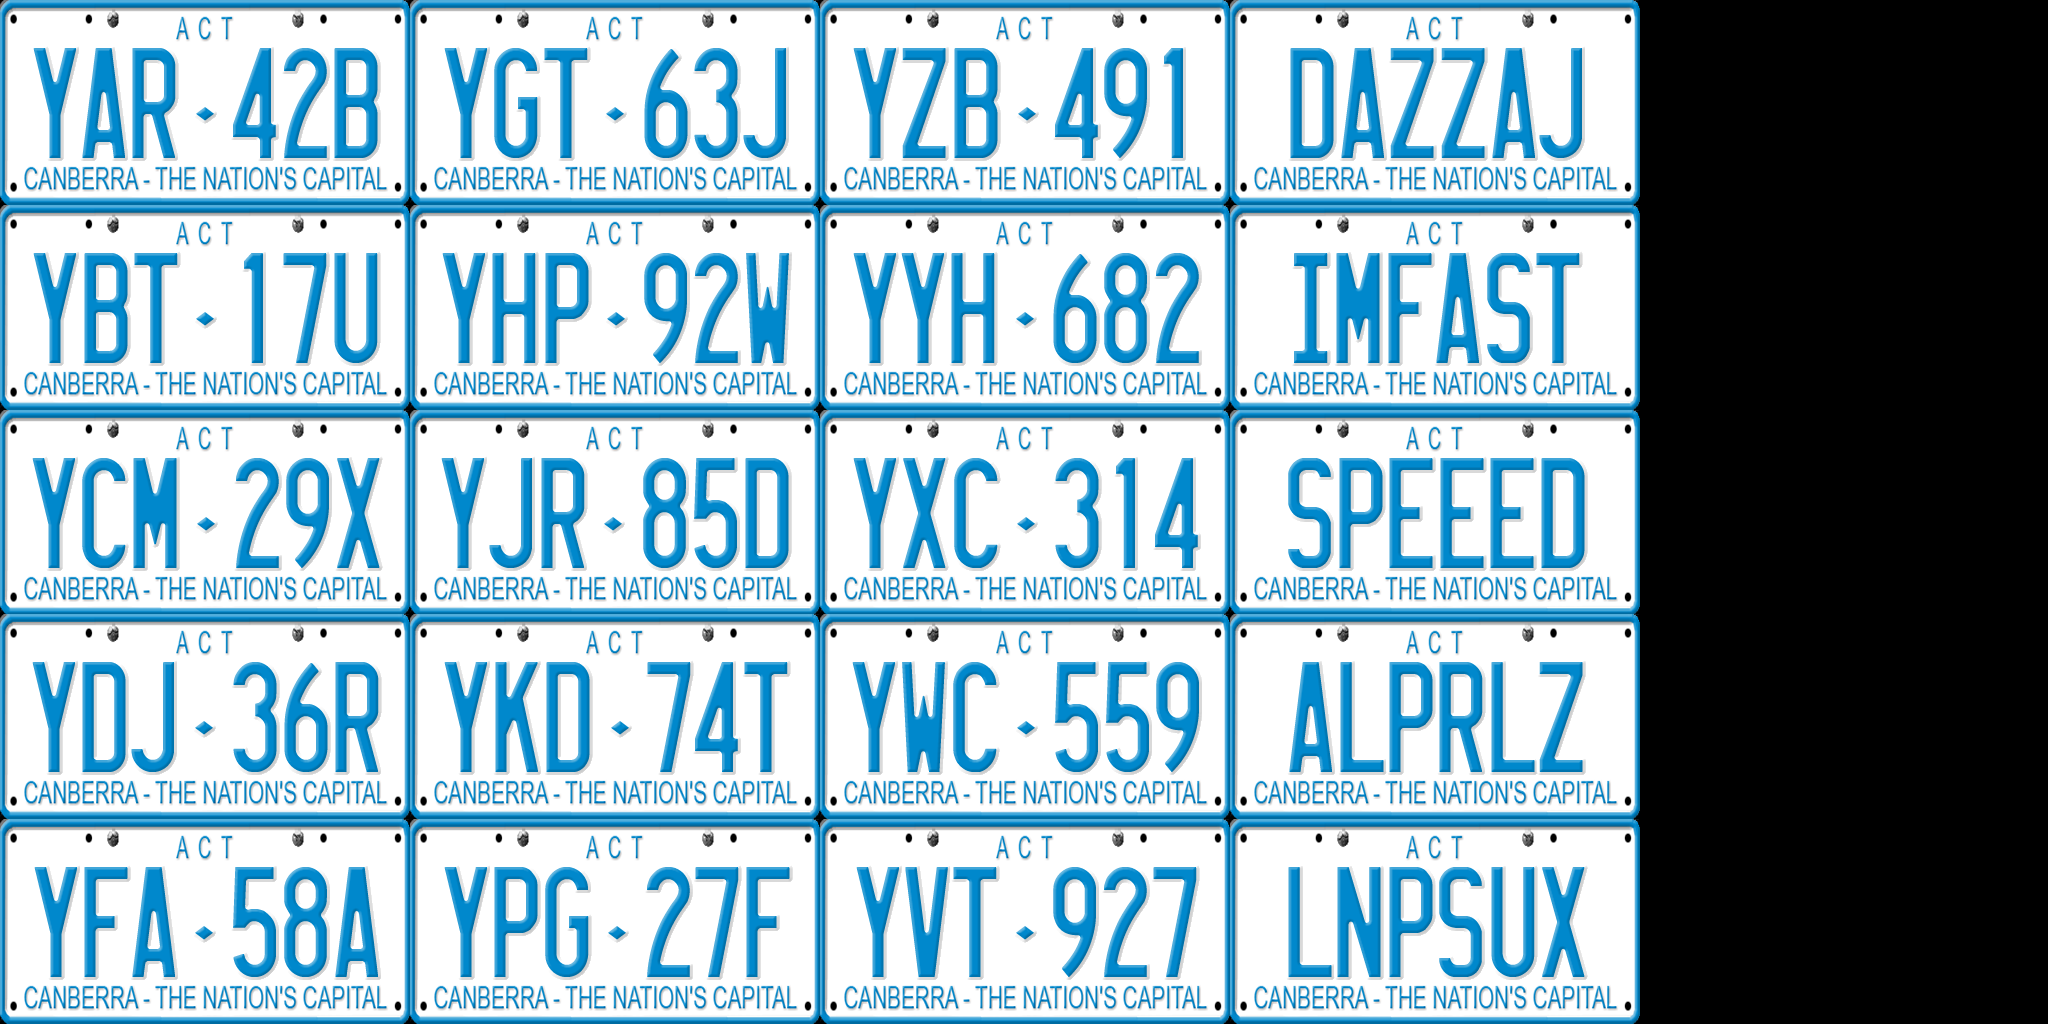 ACT
YAR·42B
CANBERRA - THE NATION'S CAPITAL
ACT
YGT·63J
CANBERRA - THE NATION'S CAPITAL
ACT
YZB·491
CANBERRA - THE NATION'S CAPITAL
ACT
DAZZAJ
CANBERRA - THE NATION'S CAPITAL
ACT
YBT·17U
CANBERRA - THE NATION'S CAPITAL
ACT
YHP·92W
CANBERRA - THE NATION'S CAPITAL
ACT
YYH·682
CANBERRA - THE NATION'S CAPITAL
ACT
IMFAST
CANBERRA - THE NATION'S CAPITAL
ACT
YCM·29X
CANBERRA - THE NATION'S CAPITAL
ACT
YJR·85D
CANBERRA - THE NATION'S CAPITAL
ACT
YXC·314
CANBERRA - THE NATION'S CAPITAL
ACT
SPEEED
CANBERRA - THE NATION'S CAPITAL
ACT
YDJ·36R
CANBERRA - THE NATION'S CAPITAL
ACT
YKD·74T
CANBERRA - THE NATION'S CAPITAL
ACT
YWC·559
CANBERRA - THE NATION'S CAPITAL
ACT
ALPRLZ
CANBERRA - THE NATION'S CAPITAL
ACT
YFA·58A
CANBERRA - THE NATION'S CAPITAL
ACT
YPG·27F
CANBERRA - THE NATION'S CAPITAL
ACT
YVT·927
CANBERRA - THE NATION'S CAPITAL
ACT
LNPSUX
CANBERRA - THE NATION'S CAPITAL